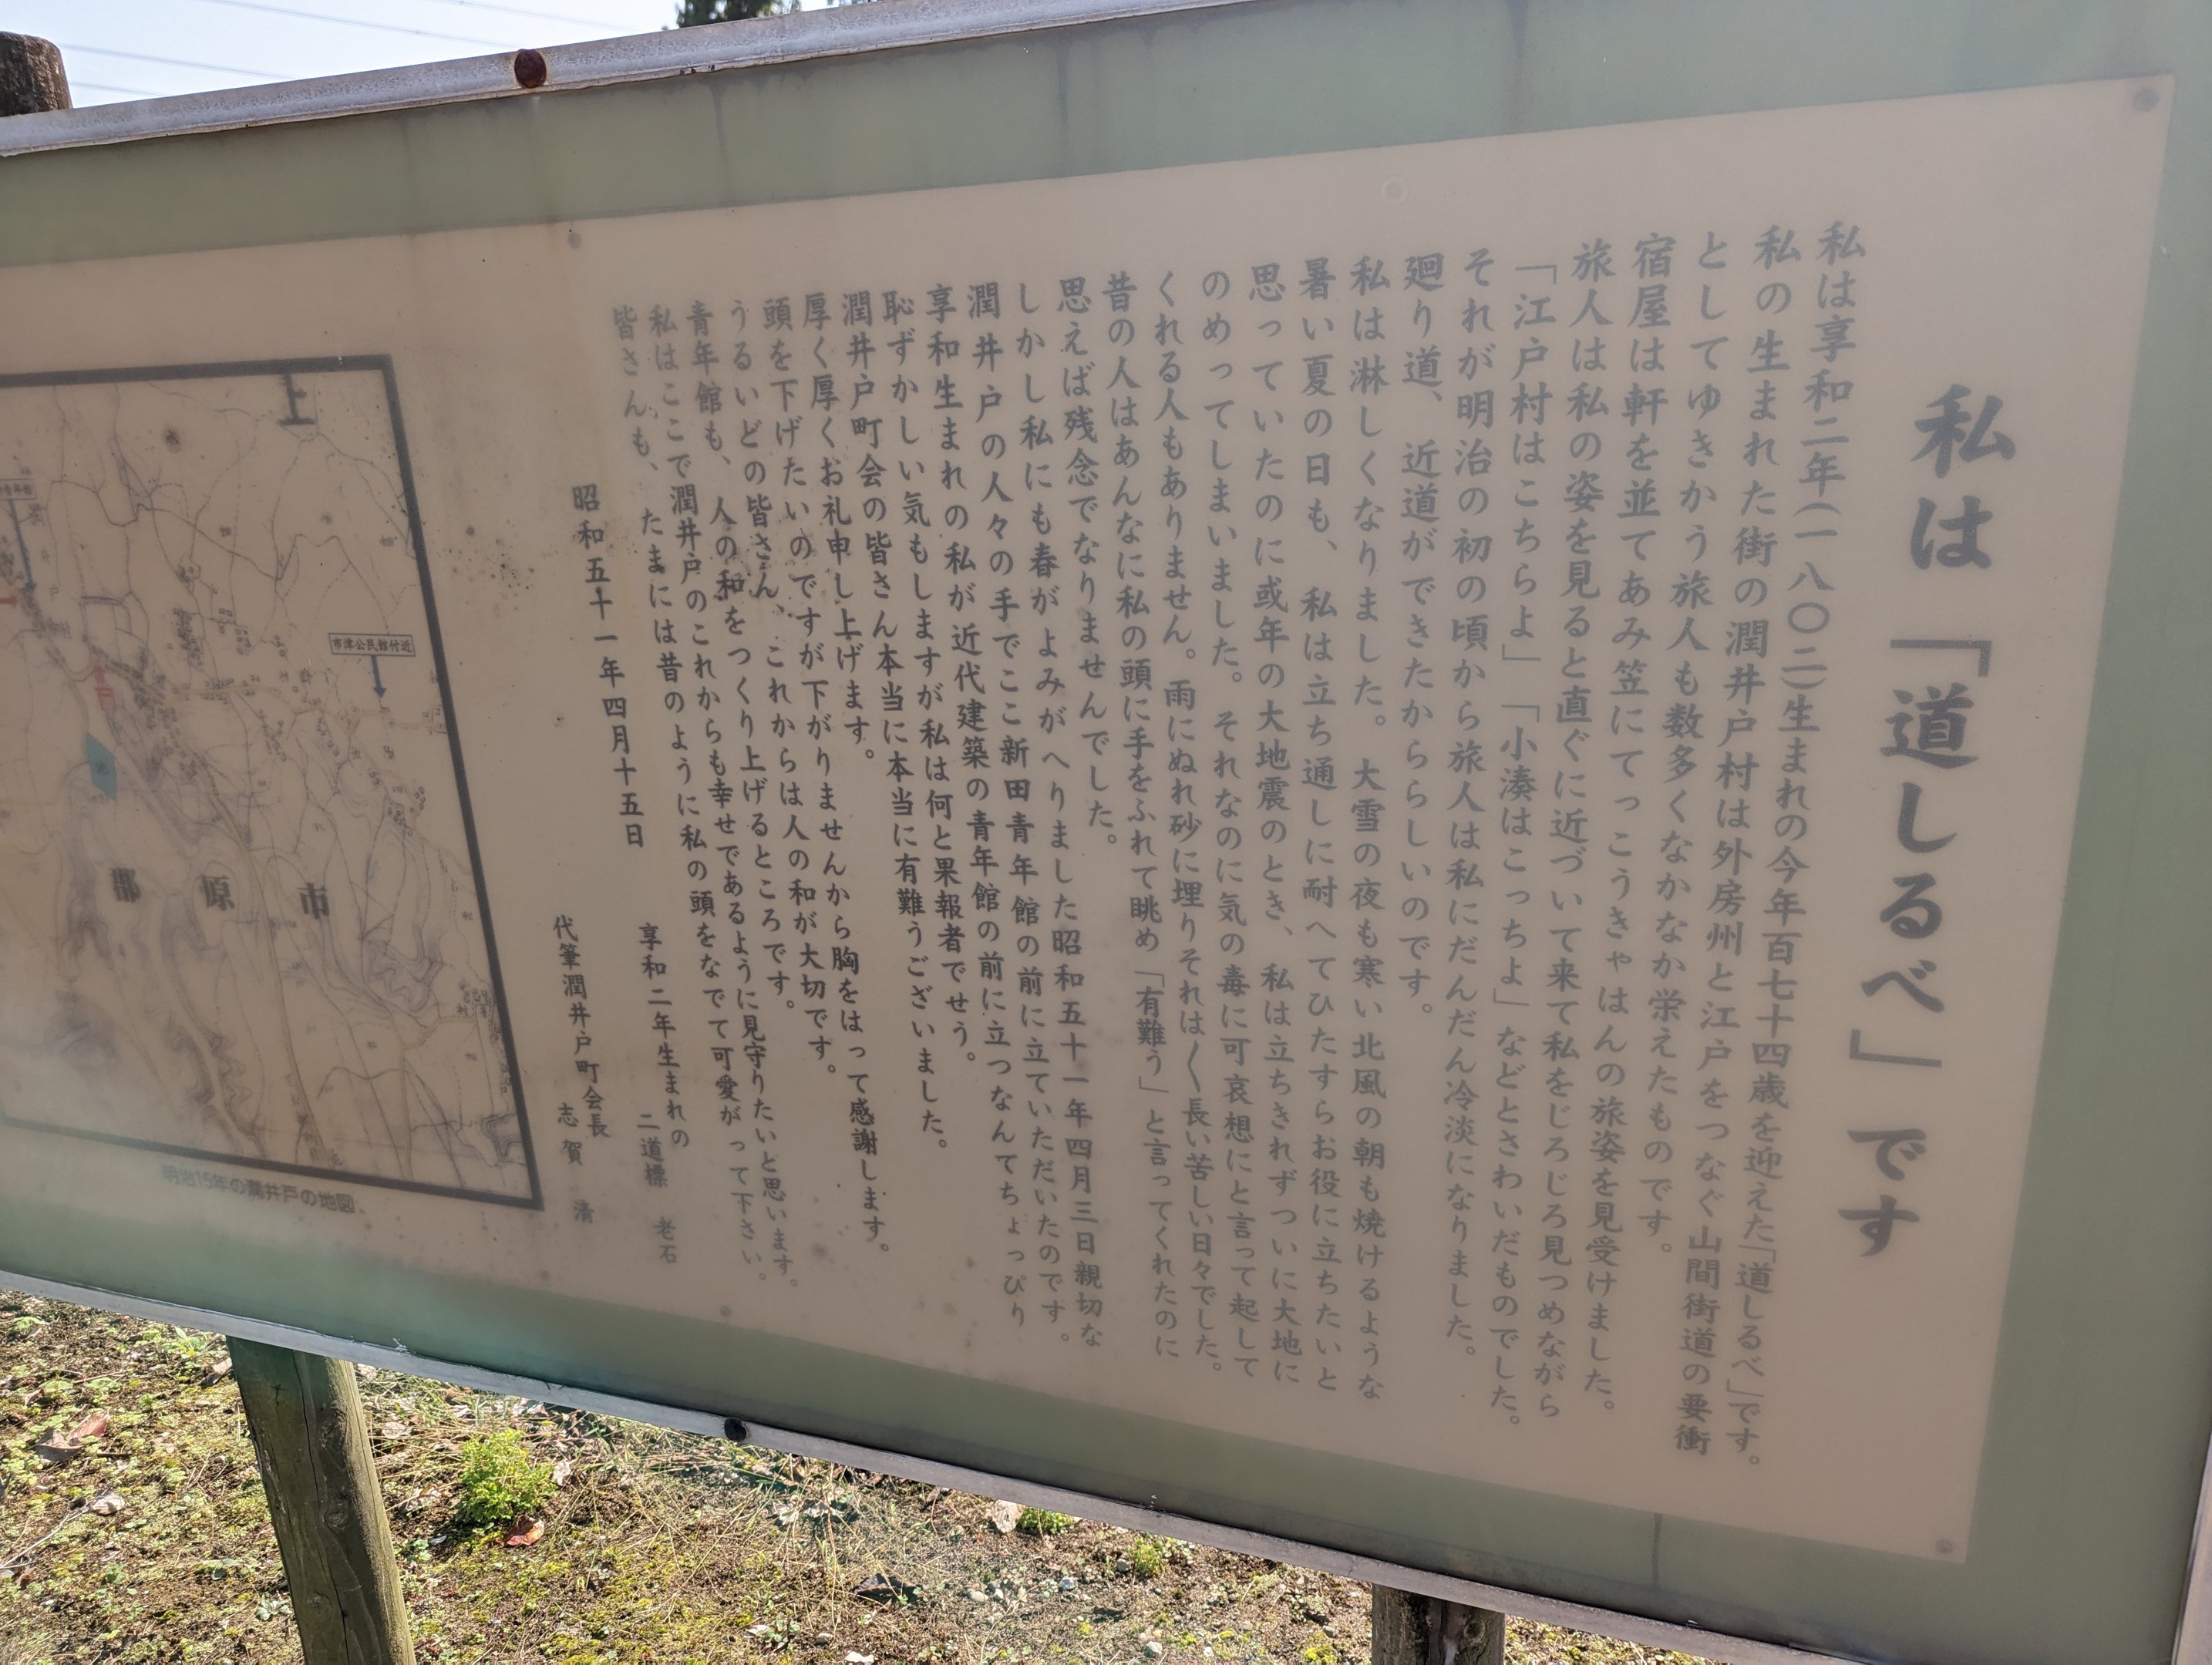 私は「道しるべ」です
私は享和二年(一八〇二)生まれの今年百七十四歳を迎えた「道しるべ」です。
私の生まれた街の潤井戸村は外房州と江戸をつなぐ山間街道の要衝
としてゆきかう旅人も数多くなかなか栄えたものです。
宿屋は軒を並てあみ笠にてっこうきゃはんの旅姿を見受けました。
旅人は私の姿を見ると直ぐに近づいて来て私をじろじろ見つめながら
「江戸村はこちらよ」「小湊はこっちよ」などとさわいだものでした。
それが明治の初の頃から旅人は私にだんだん冷淡になりました。
廻り道、近道ができたかららしいのです。
私は淋しくなりました。大雪の夜も寒い北風の朝も焼けるような
暑い夏の日も、私は立ち通しに耐へてひたすらお役に立ちたいと
思っていたのに或年の大地震のとき、私は立ちきれずついに大地に
のめってしまいました。それなのに気の毒に可哀想にと言って起して
くれる人もありません。雨にぬれ砂に埋りそれは〱長い苦しい日々でした。
昔の人はあんなに私の頭に手をふれて眺め「有難う」と言ってくれたのに
思えば残念でなりませんでした。
しかし私にも春がよみがへりました昭和五十一年四月三日親切な
潤井戸の人々の手でここ新田青年館の前に立ていただいたのです。
享和生まれの私が近代建築の青年館の前に立つなんてちょっぴり
恥ずかしい気もしますが私は何と果報者でせう。
潤井戸町会の皆さん本当に本当に有難うございました。
厚く厚くお礼申し上げます。
頭を下げたいのですが下がりませんから胸をはって感謝します。
うるいどの皆さん、これからは人の和が大切です。
青年館も、人の和をつくり上げるところです。
私はここで潤井戸のこれからも幸せであるように見守りたいと思います。
皆さんも、たまには昔のように私の頭をなでて可愛がって下さい。
昭和五十一年四月十五日
享和二年生まれの
二道標 老石
代筆潤井戸町会長 志賀 清
上
市津公民館付近
市
原
郡
明治15年の潤井戸の地図